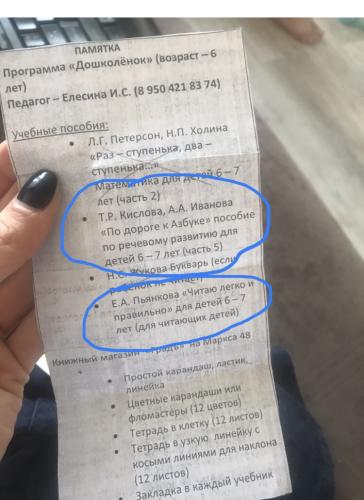 ПАМЯТКА
Программа «Дошколёнок» (возраст – 6
лет)
Педагог – Елесина И.С. (8 950 421 83 74)
Учебные пособия:
• Л.Г. Петерсон, Н.П. Холина
«Раз – ступенька, два –
ступенька…»
Математика для детей 6 – 7
лет (часть 2)
• Т.Р. Кислова, А.А. Иванова
«По дороге к Азбуке» пособие
по речевому развитию для
детей 6 – 7 лет (часть 5)
• Н.С. Жукова Букварь (если
ребёнок не читает)
• Е.А. Пьянкова «Читаю легко и
правильно» для детей 6 – 7
лет (для читающих детей)
Книжный магазин на Маркса 48
• Простой карандаш, ластик,
линейка
• Цветные карандаши или
фломастеры (12 цветов)
• Тетрадь в клетку (12 листов)
• Тетрадь в узкую линейку с
косыми линиями для наклона
(12 листов)
• Закладка в каждый учебник